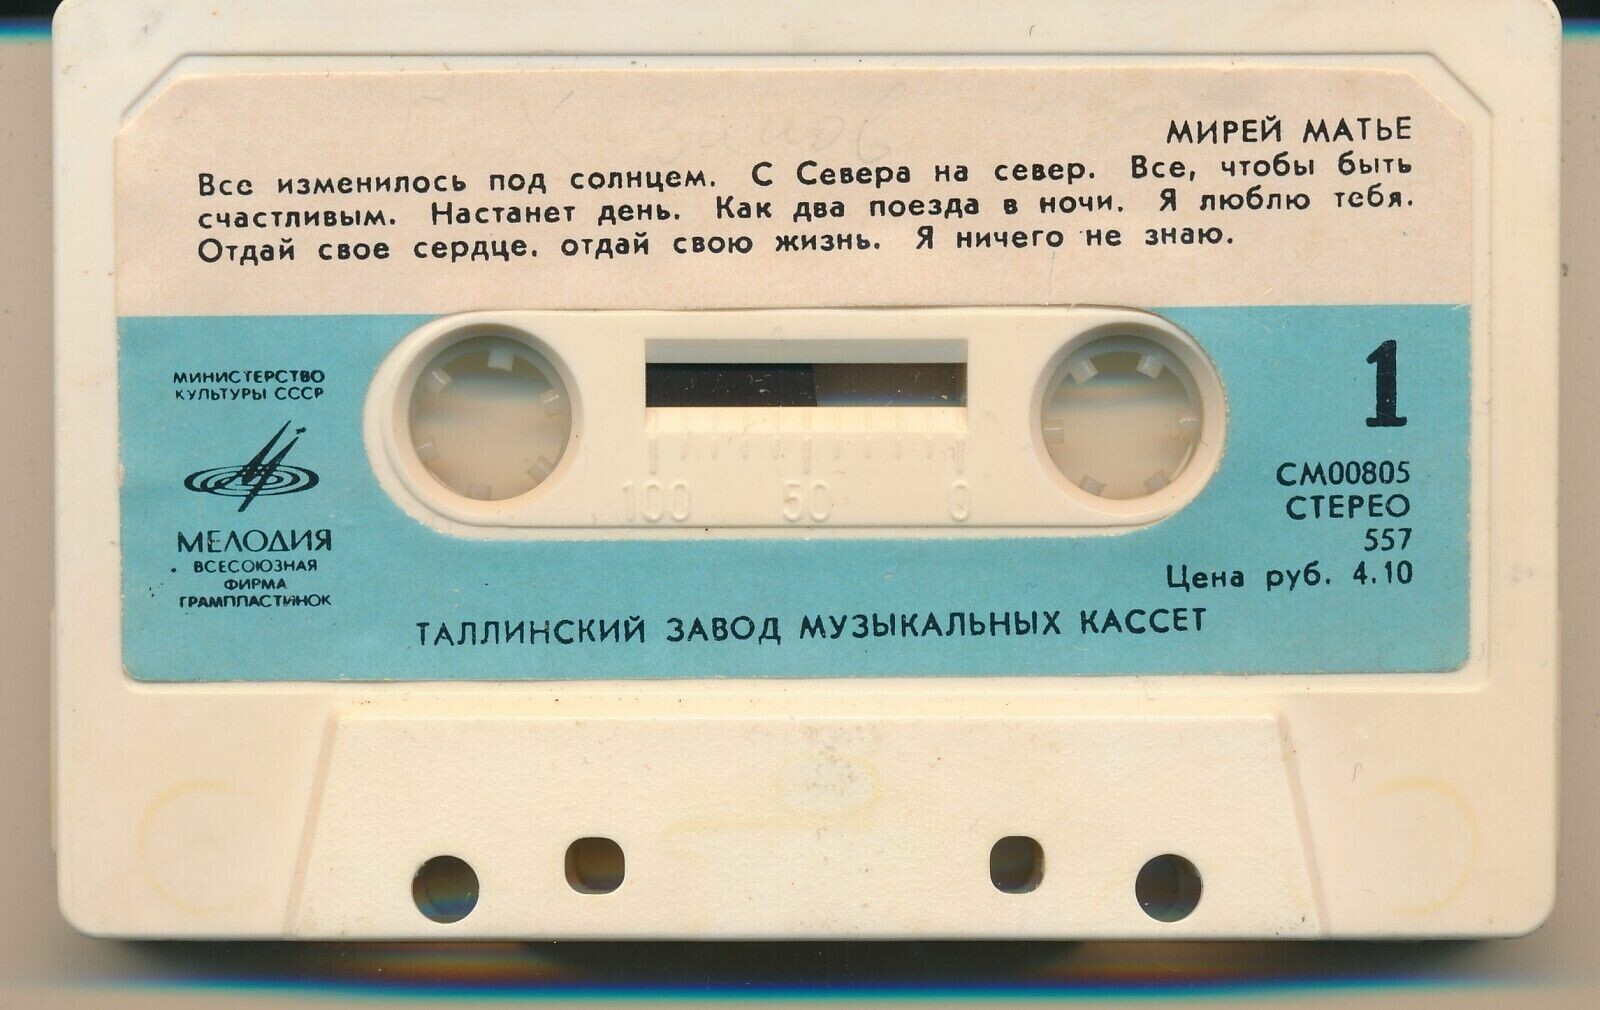 МИРЕЙ МАТЬЕ
Все изменилось под солнцем. С Севера на север. Все, чтобы быть
счастливым. Настанет день. Как два поезда в ночи. Я люблю тебя.
Отдай свое сердце. отдай свою жизнь. Я ничего не знаю.
МИНИСТЕРСТВО
КУЛЬТУРЫ СССР
МЕЛОДИЯ
ВСЕСОЮЗНАЯ
ФИРМА
ГРАМПЛАСТИНОК
100 50 0
1
СМ00805
СТЕРЕО
557
Цена руб. 4.10
ТАЛЛИНСКИЙ ЗАВОД МУЗЫКАЛЬНЫХ КАССЕТ